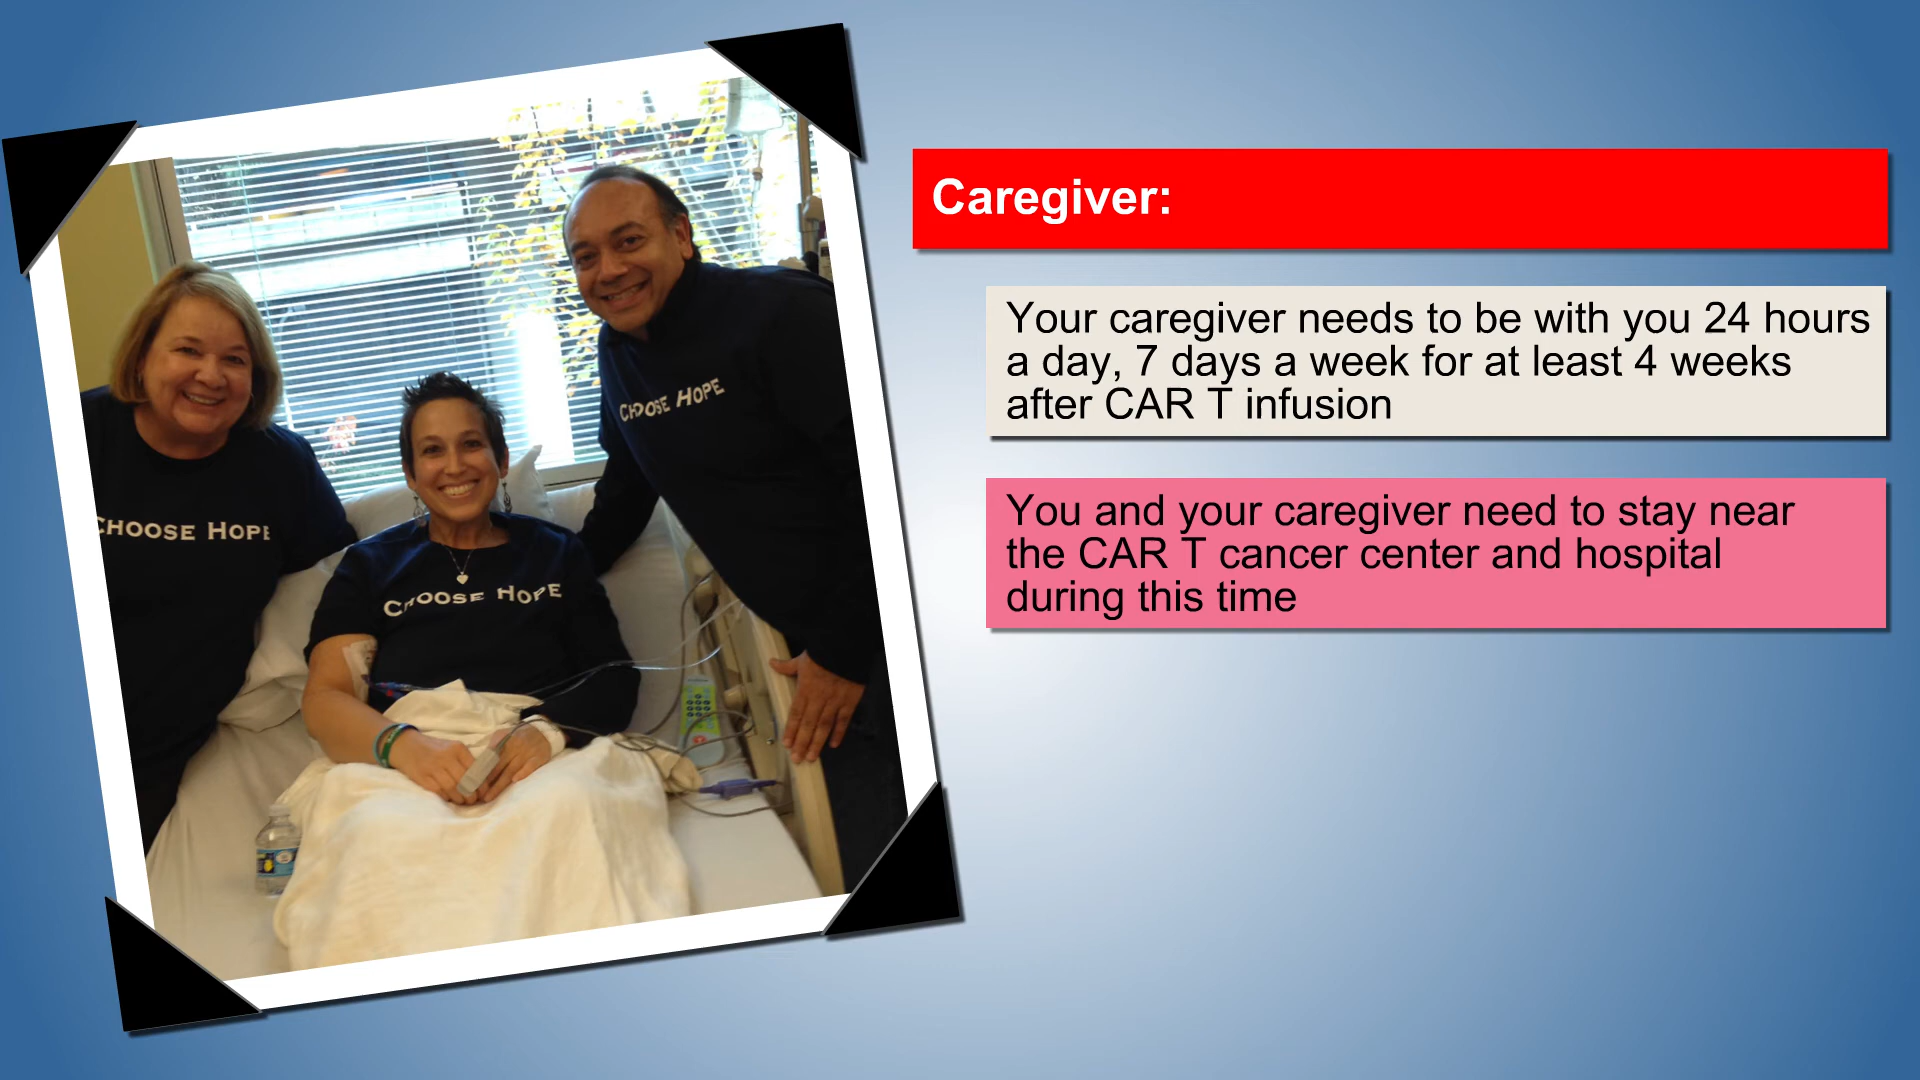 Caregiver:
Your caregiver needs to be with you 24 hours
a day, 7 days a week for at least 4 weeks
after CAR T infusion
You and your caregiver need to stay near
the CAR T cancer center and hospital
during this time
CHOOSE HOPE
CHOOSE HOPE
CHOOSE HOPE